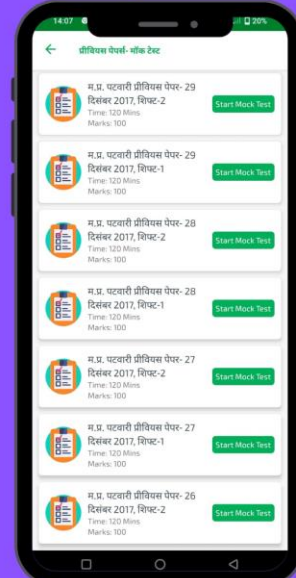 14:07
20%
प्रीवियस पेपर्स- मॉक टेस्ट
म.प्र. पटवारी प्रीवियस पेपर- 29
दिसंबर 2017, शिफ्ट-2
Time: 120 Mins
Marks: 100
Start Mock Test
म.प्र. पटवारी प्रीवियस पेपर- 29
दिसंबर 2017, शिफ्ट-1
Time: 120 Mins
Marks: 100
Start Mock Test
म.प्र. पटवारी प्रीवियस पेपर- 28
दिसंबर 2017, शिफ्ट-2
Time: 120 Mins
Marks: 100
Start Mock Test
म.प्र. पटवारी प्रीवियस पेपर- 28
दिसंबर 2017, शिफ्ट-1
Time: 120 Mins
Marks: 100
Start Mock Test
म.प्र. पटवारी प्रीवियस पेपर- 27
दिसंबर 2017, शिफ्ट-2
Time: 120 Mins
Marks: 100
Start Mock Test
म.प्र. पटवारी प्रीवियस पेपर- 27
दिसंबर 2017, शिफ्ट-1
Time: 120 Mins
Marks: 100
Start Mock Test
म.प्र. पटवारी प्रीवियस पेपर- 26
दिसंबर 2017, शिफ्ट-2
Time: 120 Mins
Marks: 100
Start Mock Test